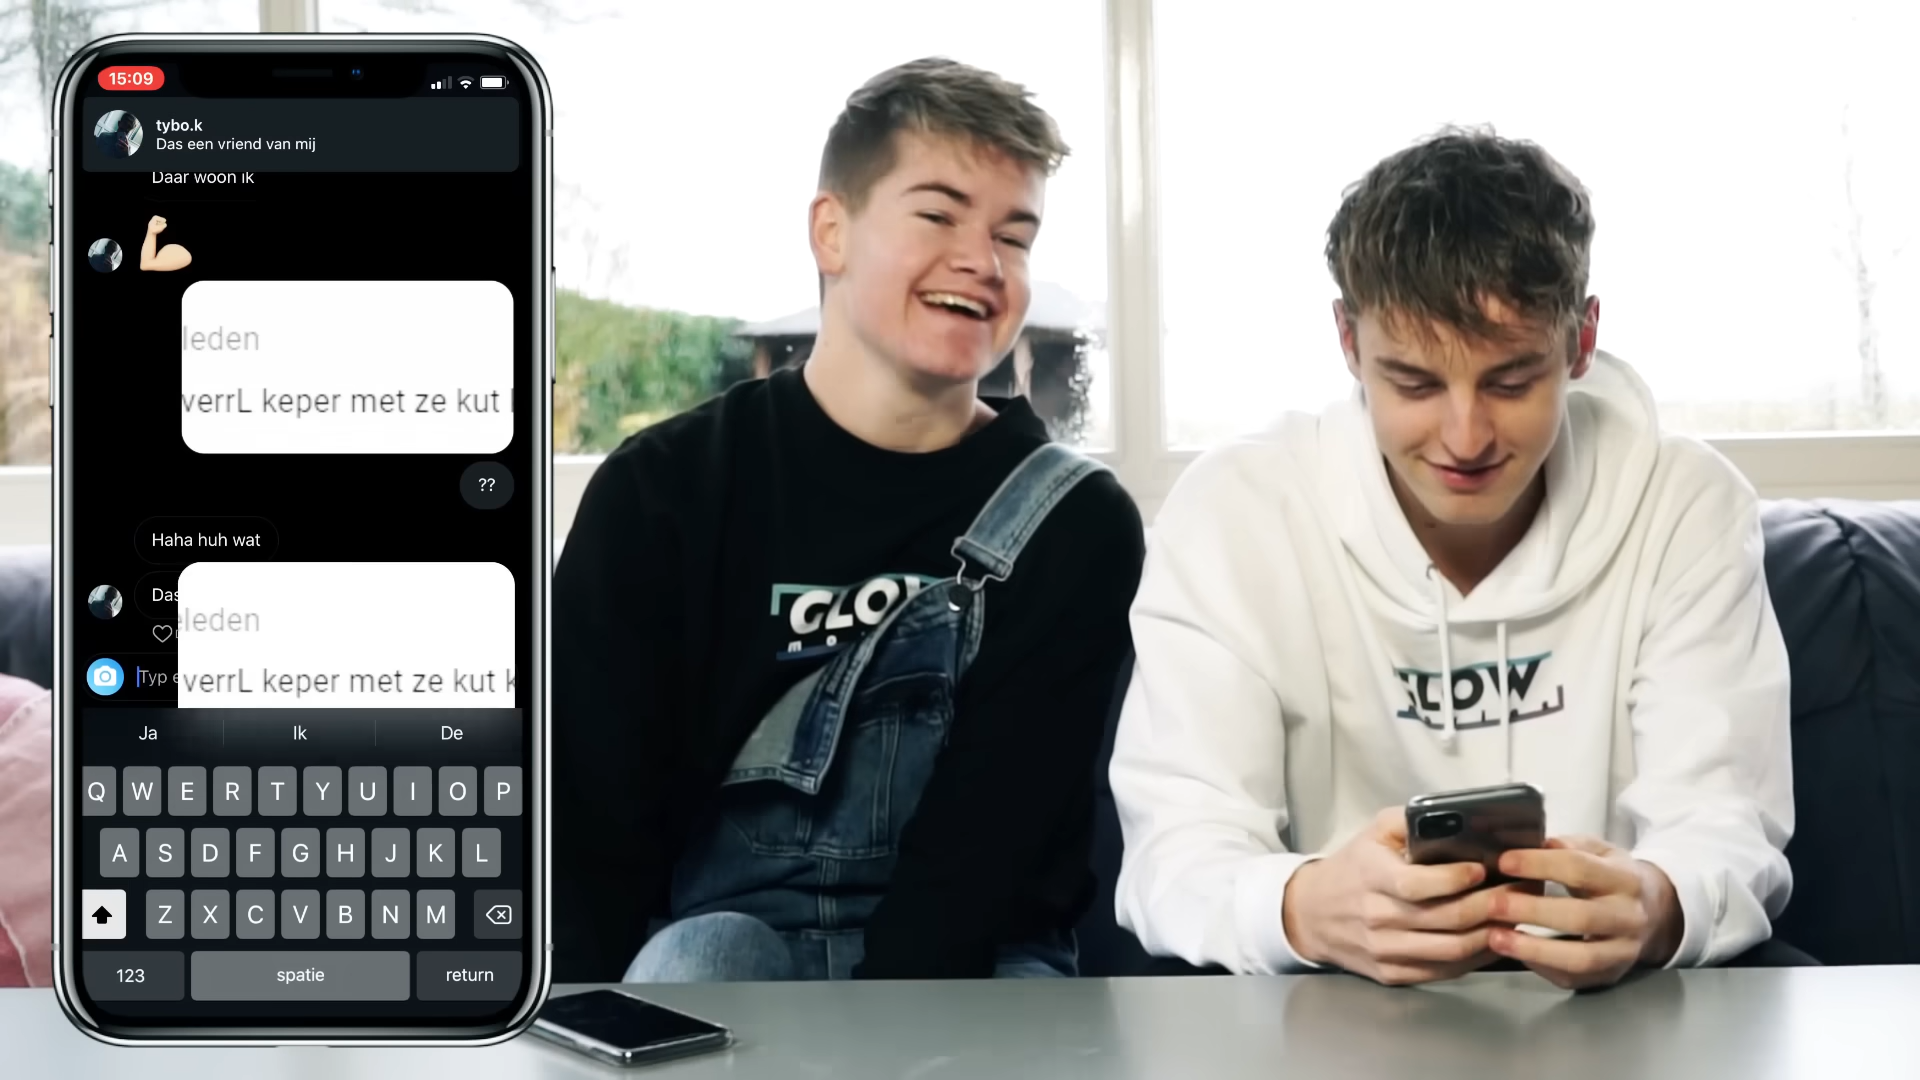 15:09
tybo.k
Das een vriend van mij
Daar woon ik
leden
verrL keper met ze kut
??
Haha huh wat
Das
leden
Typ
verrL keper met ze kut k
Ja Ik De
Q W E R T Y U I O P
A S D F G H J K L
Z X C V B N M
123 spatie return
GLOW
GLOW